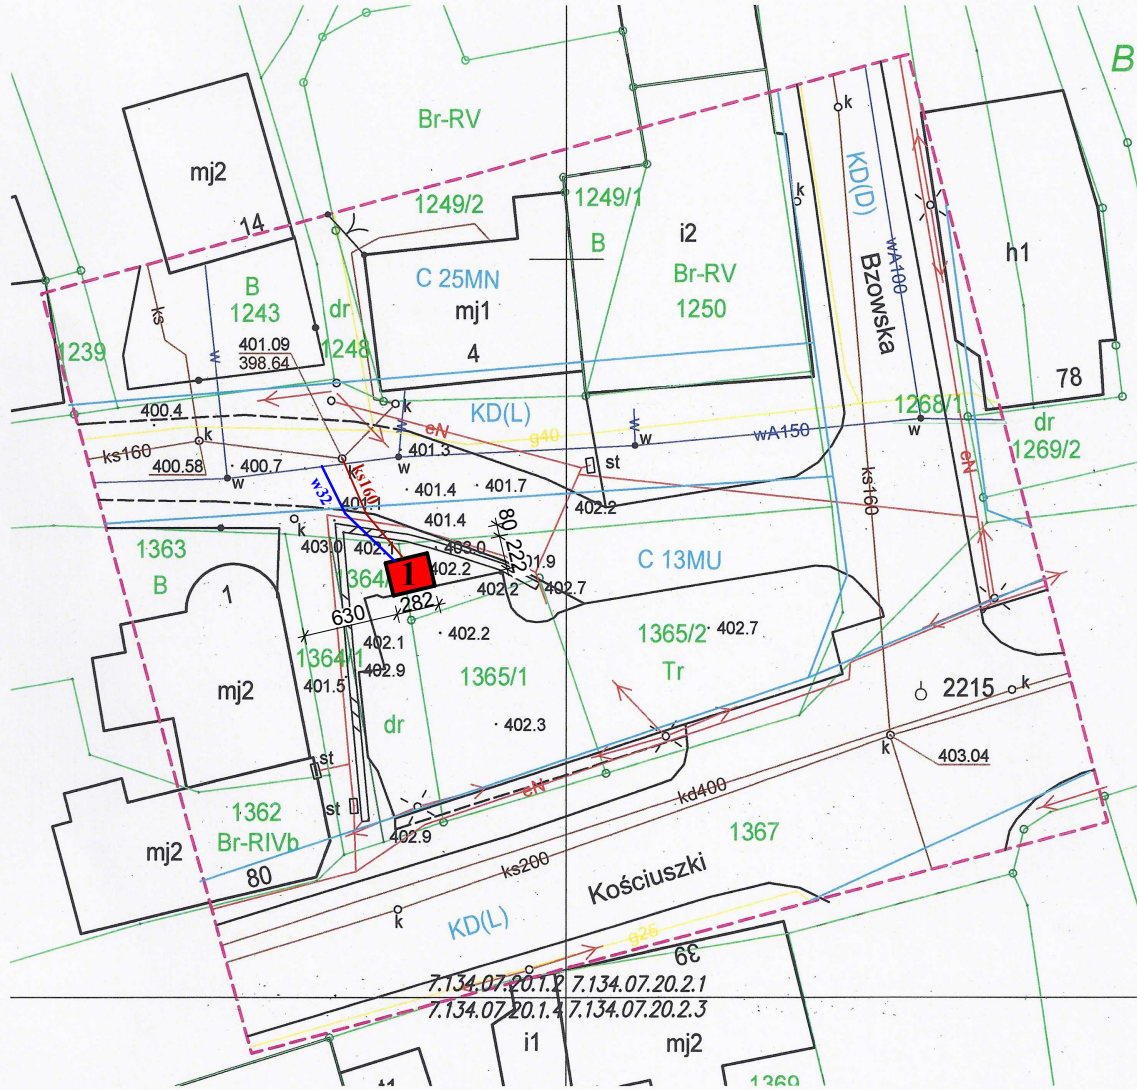 B
Br-RV
mj2
14
1249/2
1249/1
KD(D)
k
k
i2
B
Br-RV
1250
wA100
Bzowska
h1
C 25MN
mj1
4
B
1243
dr
1248
ks
w
401.09
398.64
1239
78
1268/1
dr
1269/2
400.4
k
KD(L)
w
eN
g40
wA150
w
w
k
ks160
400.58
400.7
w
w
401.3
st
eN
w32
ks160
401.1
401.4
401.7
402.2
ks160
401.4
80
222
k
403.0
402.1
403.0
402.2
402.2
402.7
C 13MU
1363
B
1
1
282
630
402.1
402.2
1365/2
402.7
Tr
1364/1
402.9
401.5
1365/1
mj2
dr
402.3
2215
k
k
403.04
st
st
eN
kd400
1362
Br-RIVb
mj2
80
402.9
1367
ks200
Kościuszki
k
KD(L)
g26
39
7.134.07.20.1.2 7.134.07.20.2.1
7.134.07.20.1.4 7.134.07.20.2.3
i1
mj2
t1
1369